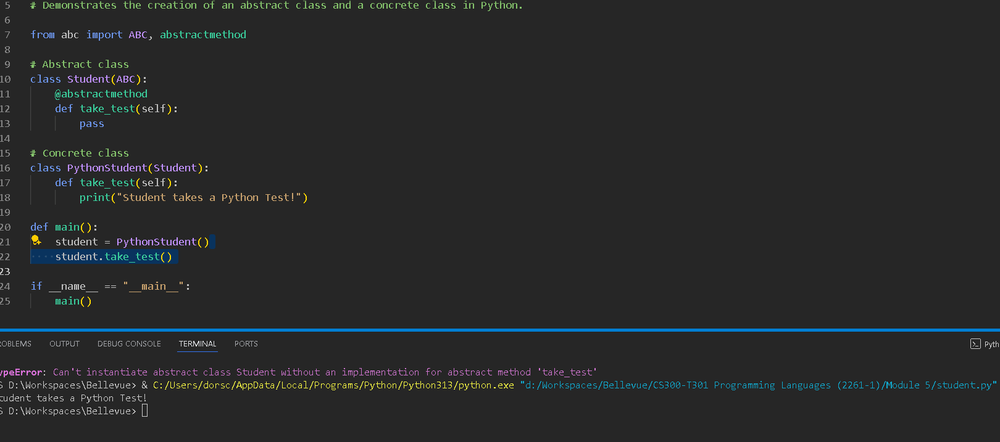 5 # Demonstrates the creation of an abstract class and a concrete class in Python.
6
7 from abc import ABC, abstractmethod
8
9 # Abstract class
10 class Student(ABC):
11     @abstractmethod
12     def take_test(self):
13         pass
14
15 # Concrete class
16 class PythonStudent(Student):
17     def take_test(self):
18         print("Student takes a Python Test!")
19
20 def main():
21     student = PythonStudent()
22 ····student.take_test()
23
24 if __name__ == "__main__":
25     main()
ROBLEMS OUTPUT DEBUG CONSOLE TERMINAL PORTS Pyth
ypeError: Can't instantiate abstract class Student without an implementation for abstract method 'take_test'
S D:\Workspaces\Bellevue> & C:/Users/dorsc/AppData/Local/Programs/Python/Python313/python.exe "d:/Workspaces/Bellevue/CS300-T301 Programming Languages (2261-1)/Module 5/student.py"
tudent takes a Python Test!
S D:\Workspaces\Bellevue>